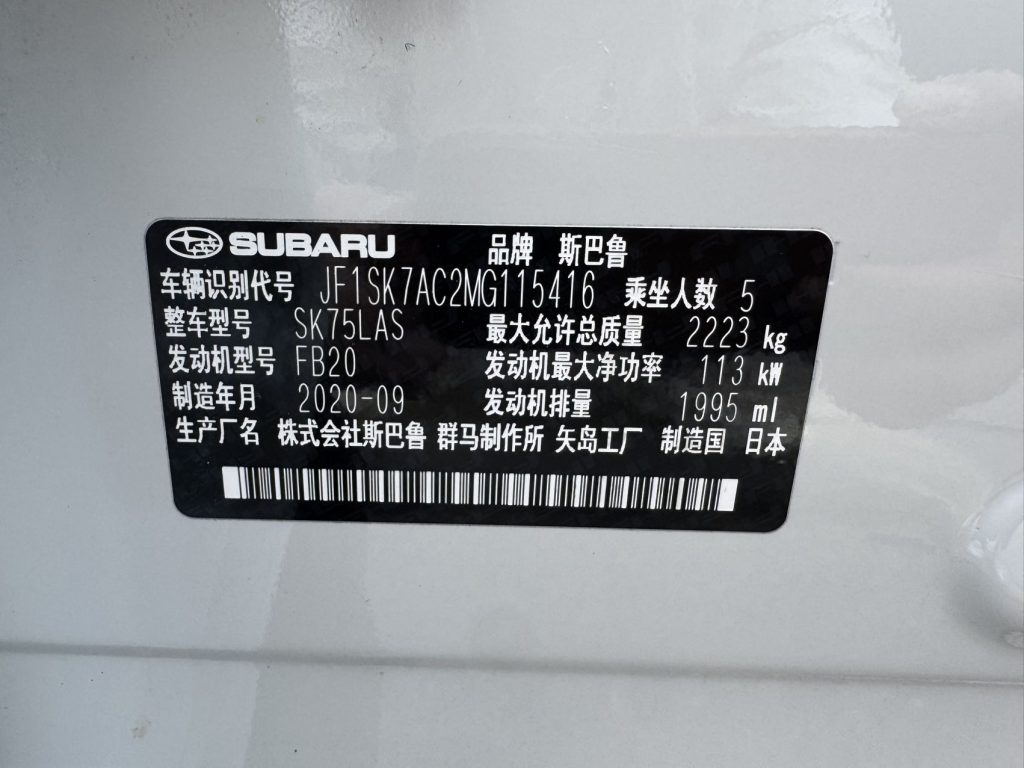 SUBARU 品牌 斯巴鲁
车辆识别代号 JF1SK7AC2MG115416 乘坐人数 5
整车型号 SK75LAS 最大允许总质量 2223 kg
发动机型号 FB20 发动机最大净功率 113 kW
制造年月 2020-09 发动机排量 1995 ml
生产厂名 株式会社斯巴鲁 群马制作所 矢岛工厂 制造国 日本